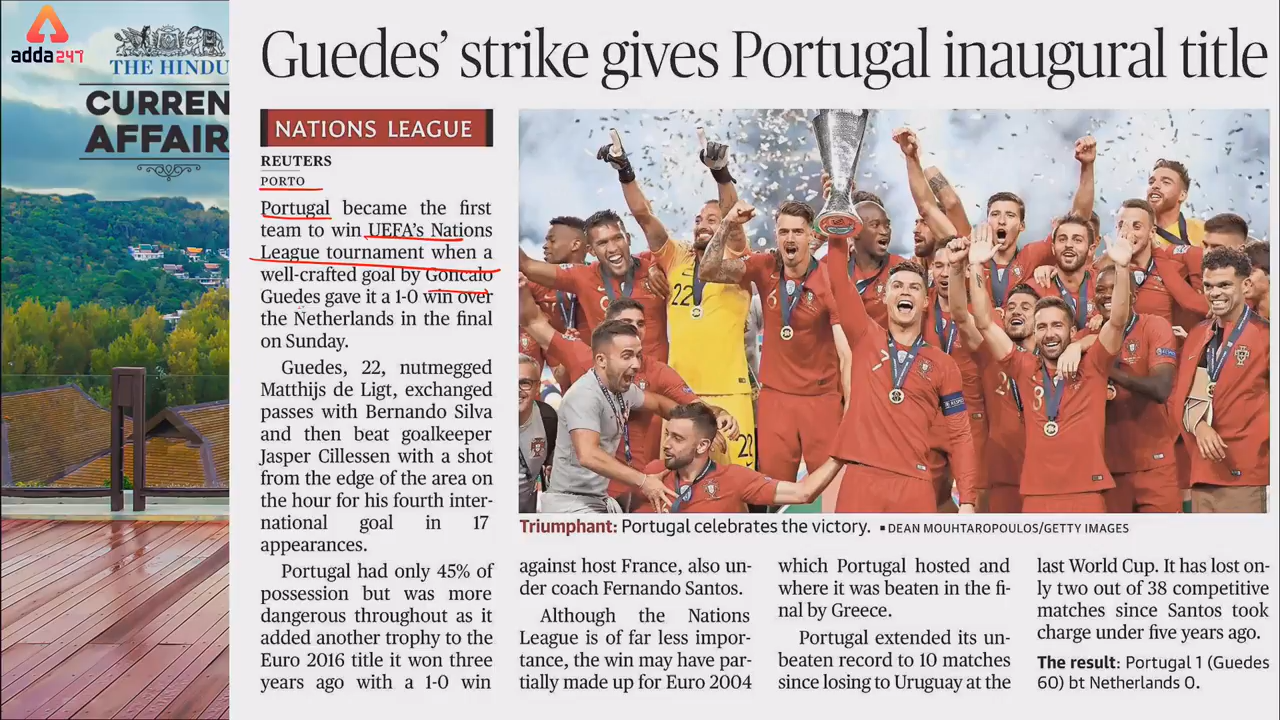 adda247
THE HINDU
CURREN
AFFAIR
Guedes' strike gives Portugal inaugural title
NATIONS LEAGUE
REUTERS
PORTO
Portugal became the first
team to win UEFA's Nations
League tournament when a
well-crafted goal by Goncalo
Guedes gave it a 1-0 win over
the Netherlands in the final
on Sunday.
Guedes, 22, nutmegged
Matthijs de Ligt, exchanged
passes with Bernando Silva
and then beat goalkeeper
Jasper Cillessen with a shot
from the edge of the area on
the hour for his fourth inter-
national goal in 17
appearances.
Portugal had only 45% of
possession but was more
dangerous throughout as it
added another trophy to the
Euro 2016 title it won three
years ago with a 1-0 win
22
22
7
8
Triumphant: Portugal celebrates the victory. ▪ DEAN MOUHTAROPOULOS/GETTY IMAGES
against host France, also un-
der coach Fernando Santos.
Although the Nations
League is of far less impor-
tance, the win may have par-
tially made up for Euro 2004
which Portugal hosted and
where it was beaten in the fi-
nal by Greece.
Portugal extended its un-
beaten record to 10 matches
since losing to Uruguay at the
last World Cup. It has lost on-
ly two out of 38 competitive
matches since Santos took
charge under five years ago.
The result: Portugal 1 (Guedes
60) bt Netherlands 0.